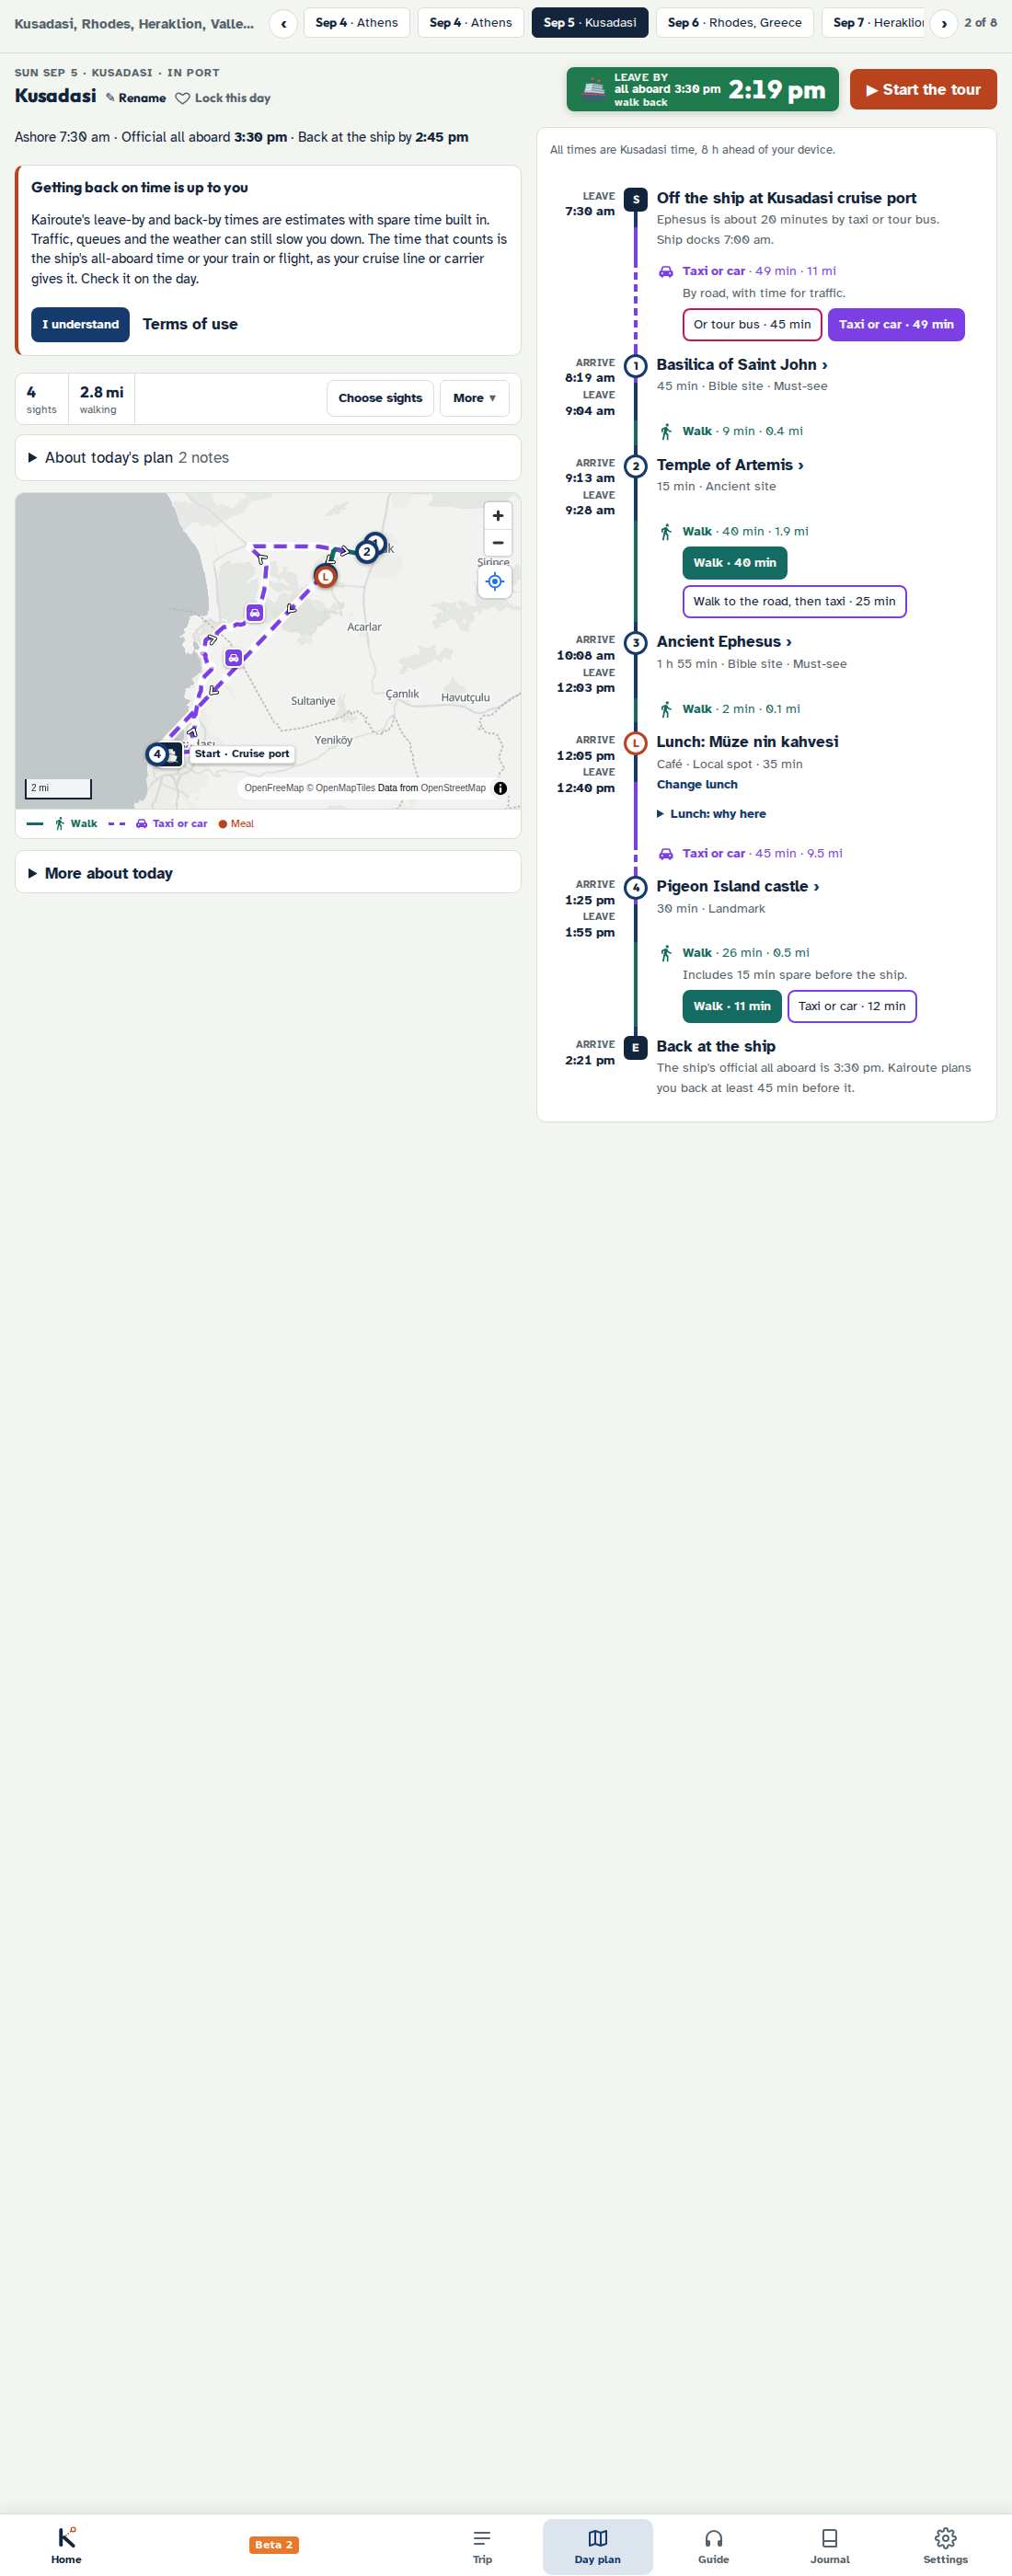 Kusadasi, Rhodes, Heraklion, Valle...
‹
Sep 4 · Athens
Sep 4 · Athens
Sep 5 · Kusadasi
Sep 6 · Rhodes, Greece
Sep 7 · Heraklion
›
2 of 8
SUN SEP 5 · KUSADASI · IN PORT
Kusadasi ✎ Rename Lock this day
LEAVE BY
all aboard 3:30 pm
walk back
2:19 pm
▶ Start the tour
Ashore 7:30 am · Official all aboard 3:30 pm · Back at the ship by 2:45 pm
Getting back on time is up to you
Kairoute's leave-by and back-by times are estimates with spare time built in.
Traffic, queues and the weather can still slow you down. The time that counts is
the ship's all-aboard time or your train or flight, as your cruise line or carrier
gives it. Check it on the day.
I understand
Terms of use
4
sights
2.8 mi
walking
Choose sights
More ▼
▶ About today's plan 2 notes
+
−
1
2
L
Şirince
Acarlar
Sultaniye
Çamlık
Havutçulu
Yeniköy
4
Start · Cruise port
2 mi
OpenFreeMap © OpenMapTiles Data from OpenStreetMap
Walk
Taxi or car
Meal
▶ More about today
All times are Kusadasi time, 8 h ahead of your device.
LEAVE
7:30 am
S
Off the ship at Kusadasi cruise port
Ephesus is about 20 minutes by taxi or tour bus.
Ship docks 7:00 am.
Taxi or car · 49 min · 11 mi
By road, with time for traffic.
Or tour bus · 45 min
Taxi or car · 49 min
ARRIVE
8:19 am
LEAVE
9:04 am
1
Basilica of Saint John ›
45 min · Bible site · Must-see
Walk · 9 min · 0.4 mi
ARRIVE
9:13 am
LEAVE
9:28 am
2
Temple of Artemis ›
15 min · Ancient site
Walk · 40 min · 1.9 mi
Walk · 40 min
Walk to the road, then taxi · 25 min
ARRIVE
10:08 am
LEAVE
12:03 pm
3
Ancient Ephesus ›
1 h 55 min · Bible site · Must-see
Walk · 2 min · 0.1 mi
ARRIVE
12:05 pm
LEAVE
12:40 pm
L
Lunch: Müze nin kahvesi
Café · Local spot · 35 min
Change lunch
▶ Lunch: why here
Taxi or car · 45 min · 9.5 mi
ARRIVE
1:25 pm
LEAVE
1:55 pm
4
Pigeon Island castle ›
30 min · Landmark
Walk · 26 min · 0.5 mi
Includes 15 min spare before the ship.
Walk · 11 min
Taxi or car · 12 min
ARRIVE
2:21 pm
E
Back at the ship
The ship's official all aboard is 3:30 pm. Kairoute plans
you back at least 45 min before it.
Home
Beta 2
Trip
Day plan
Guide
Journal
Settings